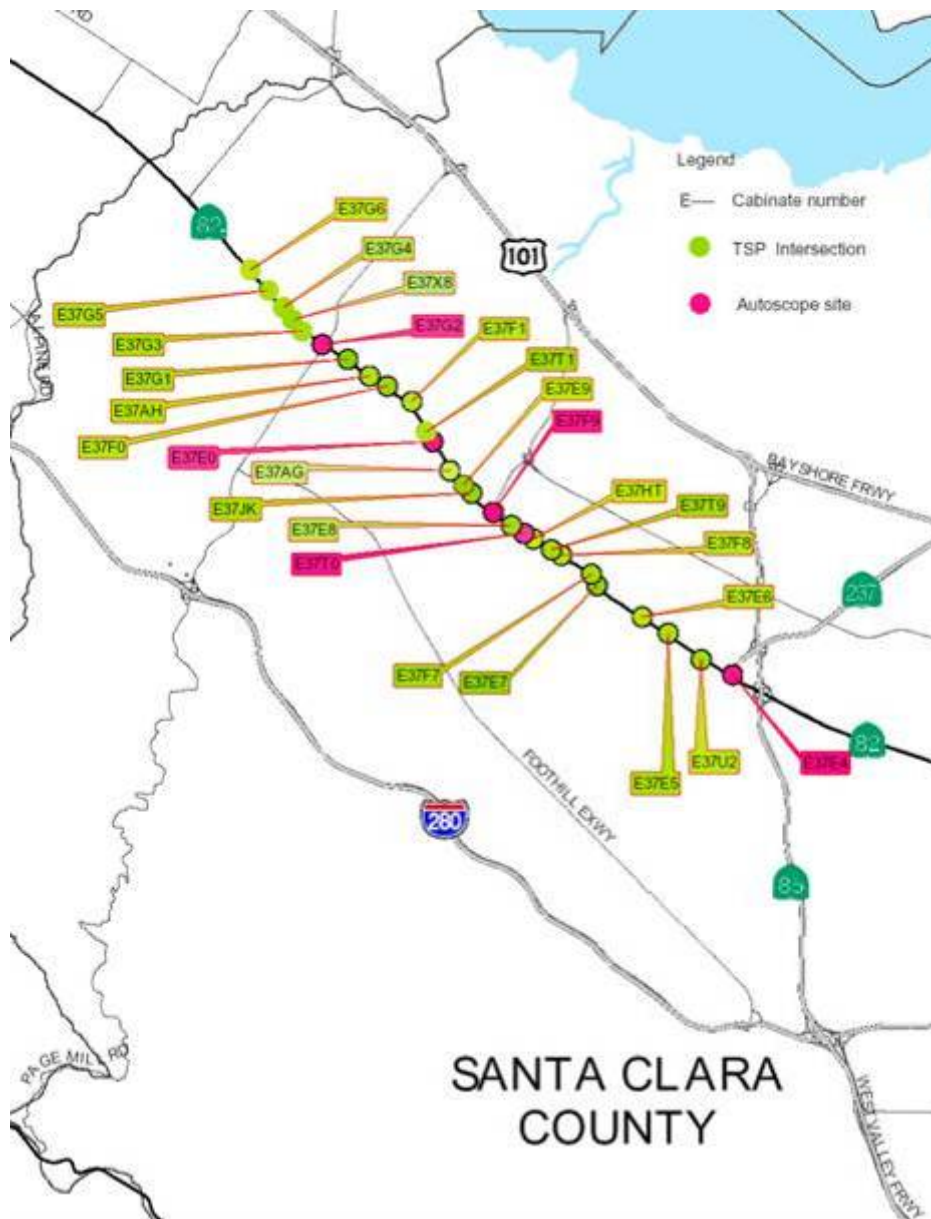 RD
Legend
E---- Cabinate number
TSP Intersection
Autoscope site
82
E37G6
E37G4
E37X8
E37G5
101
E37G2
E37G3
E37F1
E37G1
E37T1
E37AH
E37E9
E37F0
E37F9
E37E0
E37AG
BAYSHORE FRWY
E37HT
E37JK
E37T9
E37E8
E37F8
E37T0
237
E37E6
E37F7
E37E7
82
E37U2
E37E4
E37E5
FOOTHILL EXWY
280
85
PAGE MILL RD
SANTA CLARA
COUNTY
WEST VALLEY FRWY